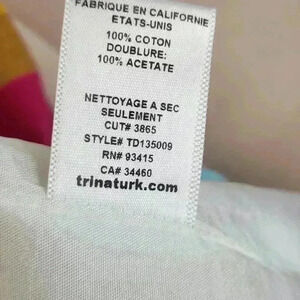 FABRIQUE EN CALIFORNIE
ETATS-UNIS
100% COTON
DOUBLURE:
100% ACETATE
NETTOYAGE A SEC
SEULEMENT
CUT# 3865
STYLE# TD135009
RN# 93415
CA# 34460
trinaturk.com